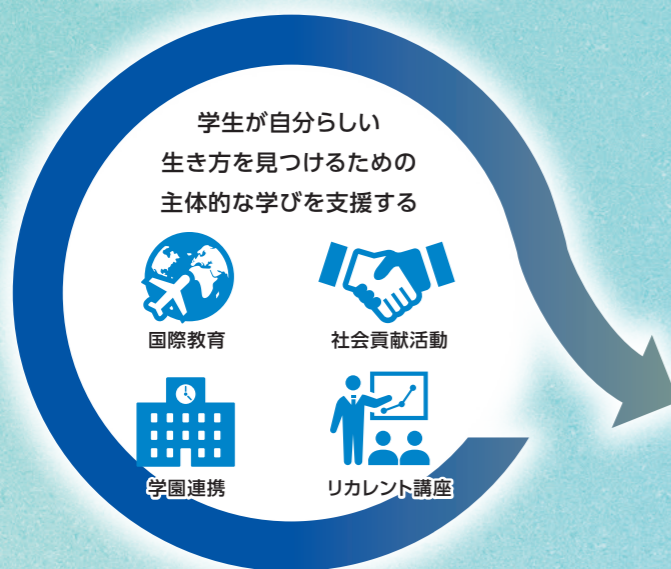 学生が自分らしい
生き方を見つけるための
主体的な学びを支援する
国際教育
社会貢献活動
学園連携
リカレント講座